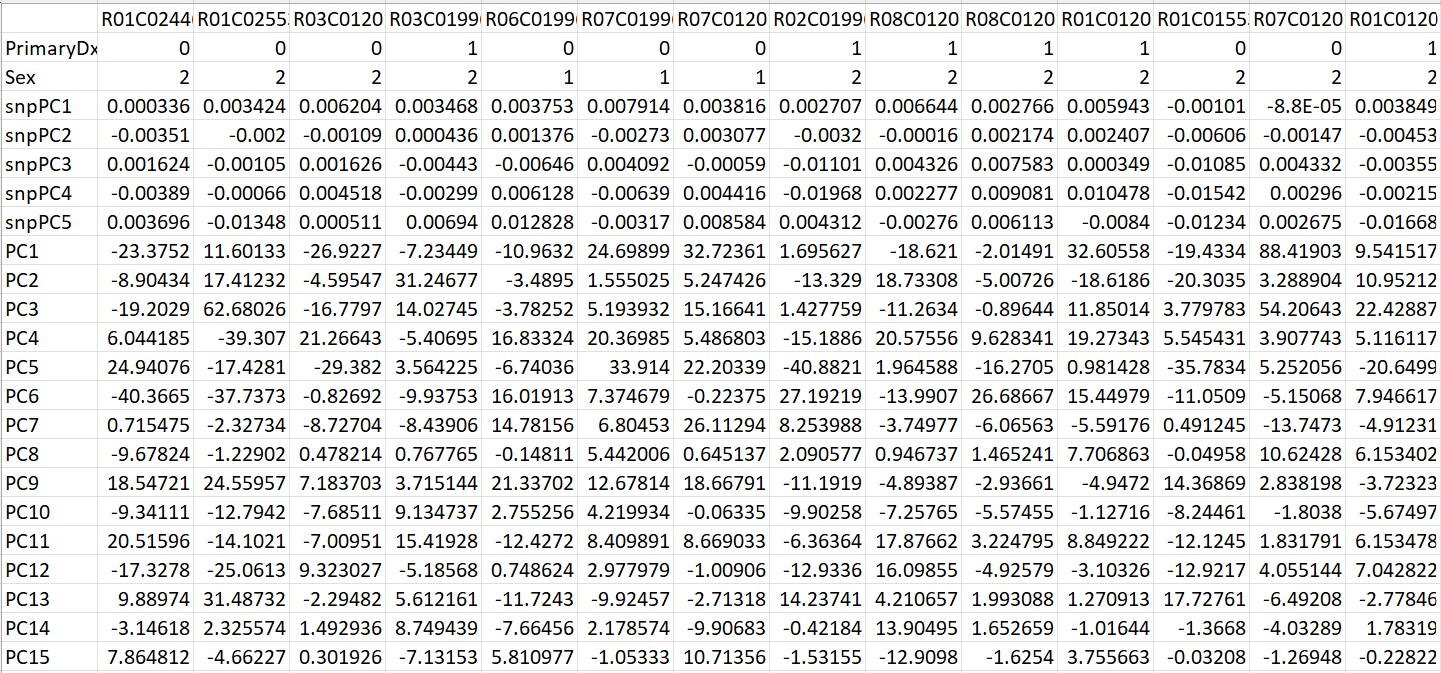 R01C0244 R01C0255 R03C0120 R03C0199 R06C0199 R07C0199 R07C0120 R02C0199 R08C0120 R08C0120 R01C0120 R01C0155 R07C0120 R01C0120
PrimaryDx 0 0 0 1 0 0 0 1 1 1 1 0 0 1
Sex 2 2 2 2 1 1 1 2 2 2 2 2 2 2
snpPC1 0.000336 0.003424 0.006204 0.003468 0.003753 0.007914 0.003816 0.002707 0.006644 0.002766 0.005943 -0.00101 -8.8E-05 0.003849
snpPC2 -0.00351 -0.002 -0.00109 0.000436 0.001376 -0.00273 0.003077 -0.0032 -0.00016 0.002174 0.002407 -0.00606 -0.00147 -0.00453
snpPC3 0.001624 -0.00105 0.001626 -0.00443 -0.00646 0.004092 -0.00059 -0.01101 0.004326 0.007583 0.000349 -0.01085 0.004332 -0.00355
snpPC4 -0.00389 -0.00066 0.004518 -0.00299 0.006128 -0.00639 0.004416 -0.01968 0.002277 0.009081 0.010478 -0.01542 0.00296 -0.00215
snpPC5 0.003696 -0.01348 0.000511 0.00694 0.012828 -0.00317 0.008584 0.004312 -0.00276 0.006113 -0.0084 -0.01234 0.002675 -0.01668
PC1 -23.3752 11.60133 -26.9227 -7.23449 -10.9632 24.69899 32.72361 1.695627 -18.621 -2.01491 32.60558 -19.4334 88.41903 9.541517
PC2 -8.90434 17.41232 -4.59547 31.24677 -3.4895 1.555025 5.247426 -13.329 18.73308 -5.00726 -18.6186 -20.3035 3.288904 10.95212
PC3 -19.2029 62.68026 -16.7797 14.02745 -3.78252 5.193932 15.16641 1.427759 -11.2634 -0.89644 11.85014 3.779783 54.20643 22.42887
PC4 6.044185 -39.307 21.26643 -5.40695 16.83324 20.36985 5.486803 -15.1886 20.57556 9.628341 19.27343 5.545431 3.907743 5.116117
PC5 24.94076 -17.4281 -29.382 3.564225 -6.74036 33.914 22.20339 -40.8821 1.964588 -16.2705 0.981428 -35.7834 5.252056 -20.6499
PC6 -40.3665 -37.7373 -0.82692 -9.93753 16.01913 7.374679 -0.22375 27.19219 -13.9907 26.68667 15.44979 -11.0509 -5.15068 7.946617
PC7 0.715475 -2.32734 -8.72704 -8.43906 14.78156 6.80453 26.11294 8.253988 -3.74977 -6.06563 -5.59176 0.491245 -13.7473 -4.91231
PC8 -9.67824 -1.22902 0.478214 0.767765 -0.14811 5.442006 0.645137 2.090577 0.946737 1.465241 7.706863 -0.04958 10.62428 6.153402
PC9 18.54721 24.55957 7.183703 3.715144 21.33702 12.67814 18.66791 -11.1919 -4.89387 -2.93661 -4.9472 14.36869 2.838198 -3.72323
PC10 -9.34111 -12.7942 -7.68511 9.134737 2.755256 4.219934 -0.06335 -9.90258 -7.25765 -5.57455 -1.12716 -8.24461 -1.8038 -5.67497
PC11 20.51596 -14.1021 -7.00951 15.41928 -12.4272 8.409891 8.669033 -6.36364 17.87662 3.224795 8.849222 -12.1245 1.831791 6.153478
PC12 -17.3278 -25.0613 9.323027 -5.18568 0.748624 2.977979 -1.00906 -12.9336 16.09855 -4.92579 -3.10326 -12.9217 4.055144 7.042822
PC13 9.88974 31.48732 -2.29482 5.612161 -11.7243 -9.92457 -2.71318 14.23741 4.210657 1.993088 1.270913 17.72761 -6.49208 -2.77846
PC14 -3.14618 2.325574 1.492936 8.749439 -7.66456 2.178574 -9.90683 -0.42184 13.90495 1.652659 -1.01644 -1.3668 -4.03289 1.78319
PC15 7.864812 -4.66227 0.301926 -7.13153 5.810977 -1.05333 10.71356 -1.53155 -12.9098 -1.6254 3.755663 -0.03208 -1.26948 -0.22822